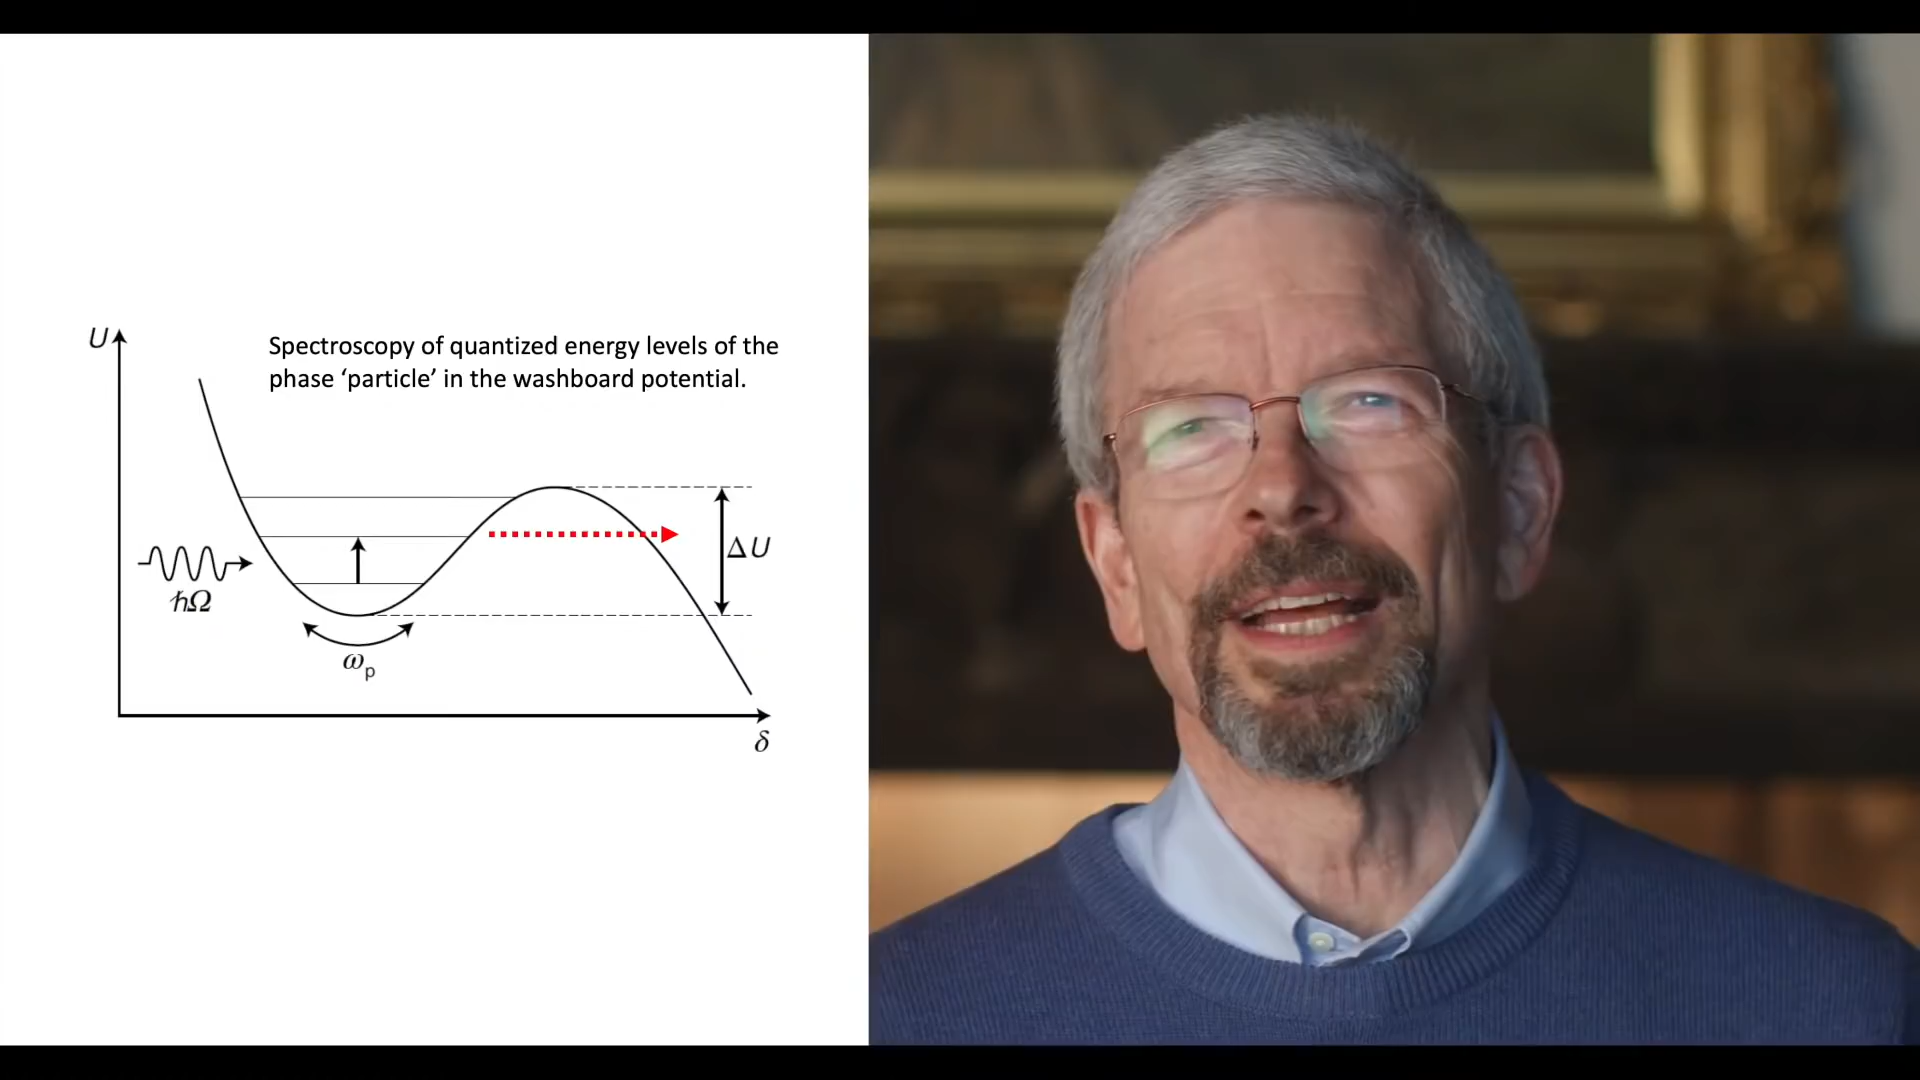 U
Spectroscopy of quantized energy levels of the
phase ‘particle’ in the washboard potential.
ΔU
ħΩ
ωp
δ